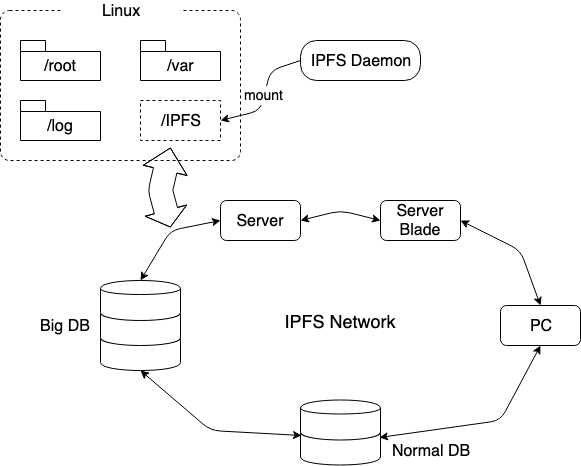 Linux
/root
/var
IPFS Daemon
mount
/log
/IPFS
Server
Server
Blade
Big DB
IPFS Network
PC
Normal DB